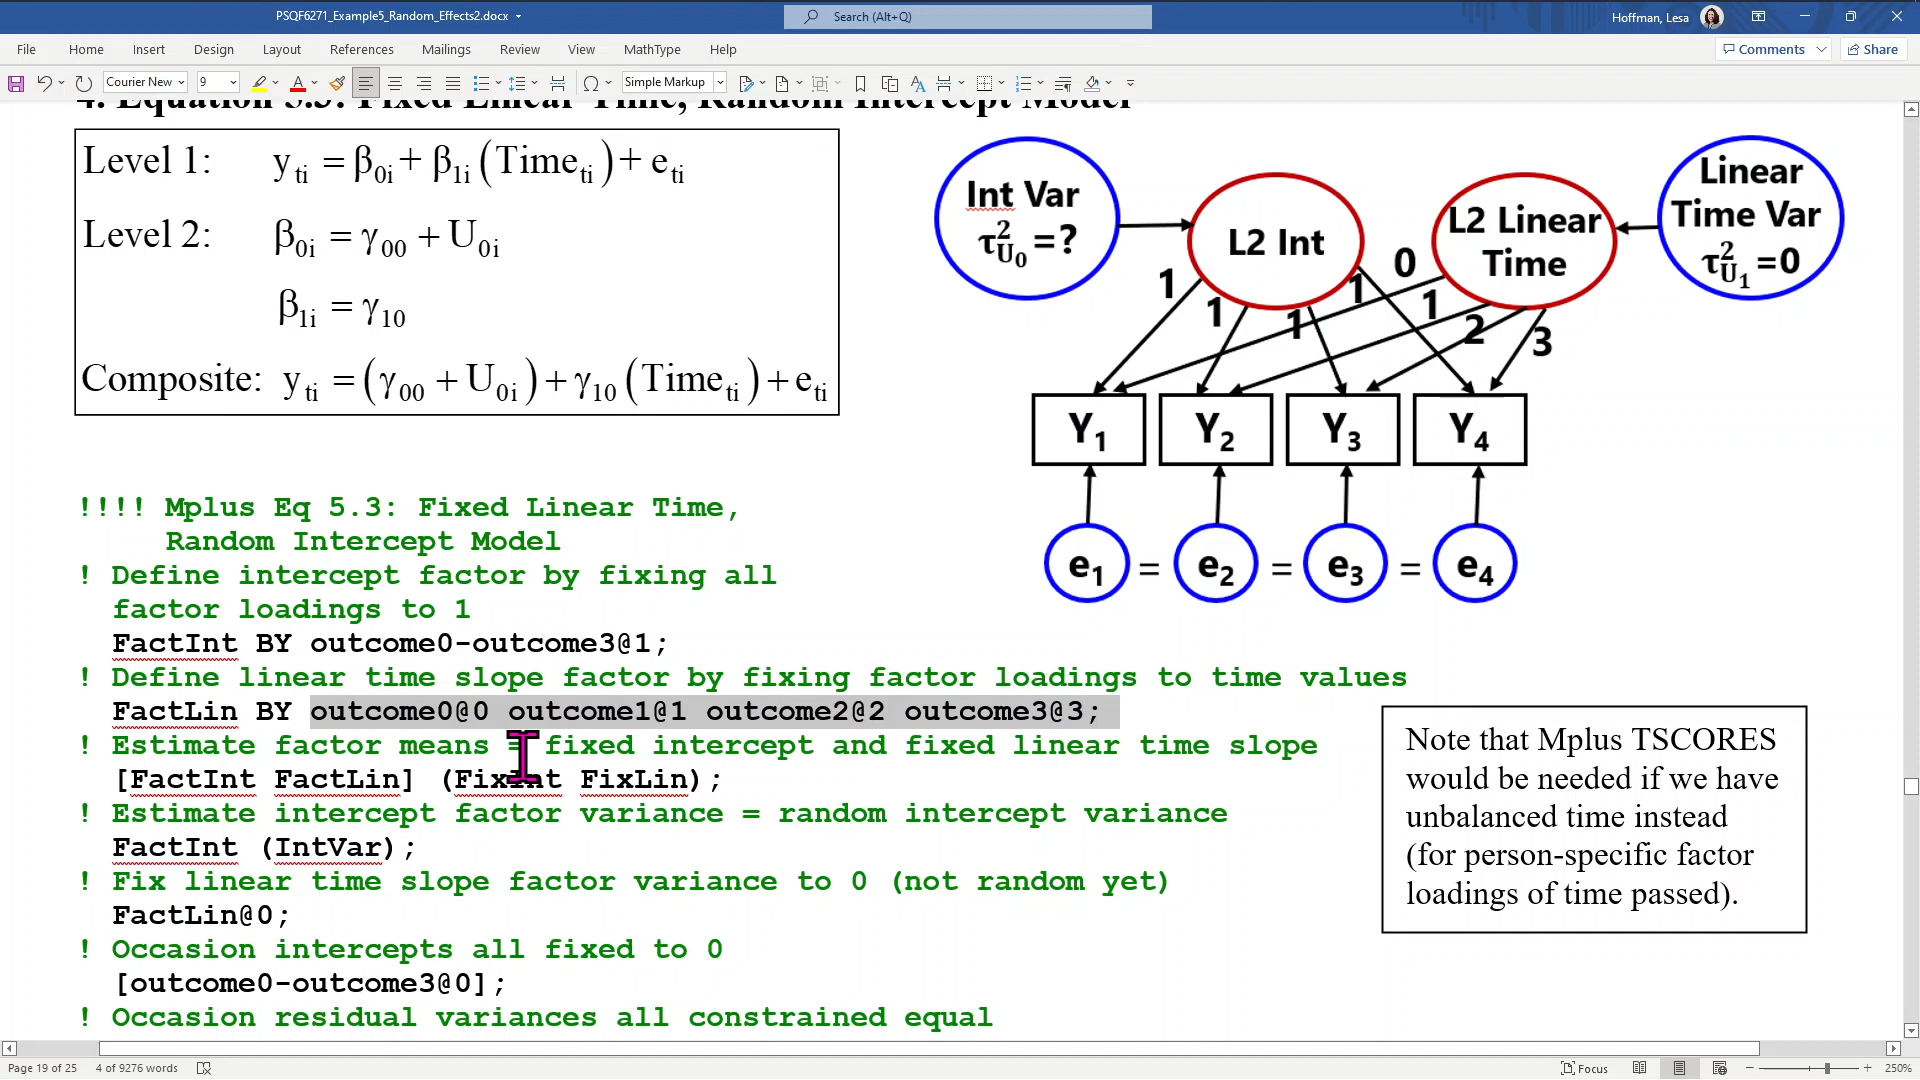 PSQF6271_Example5_Random_Effects2.docx
Search (Alt+Q)
Hoffman, Lesa
File Home Insert Design Layout References Mailings Review View MathType Help
Comments Share
Courier New 9 Simple Markup
4. Equation 5.3: Fixed Linear Time, Random Intercept Model
Level 1: y_ti = β_0i + β_1i (Time_ti) + e_ti
Level 2: β_0i = γ_00 + U_0i
β_1i = γ_10
Composite: y_ti = (γ_00 + U_0i) + γ_10 (Time_ti) + e_ti
Int Var
τ²_U₀ =?
L2 Int
L2 Linear
Time
Linear
Time Var
τ²_U₁ =0
1 1 1 1 0 1 2 3
Y₁ Y₂ Y₃ Y₄
e₁ = e₂ = e₃ = e₄
!!!! Mplus Eq 5.3: Fixed Linear Time,
Random Intercept Model
! Define intercept factor by fixing all
factor loadings to 1
FactInt BY outcome0-outcome3@1;
! Define linear time slope factor by fixing factor loadings to time values
FactLin BY outcome0@0 outcome1@1 outcome2@2 outcome3@3;
! Estimate factor means = fixed intercept and fixed linear time slope
[FactInt FactLin] (FixInt FixLin);
! Estimate intercept factor variance = random intercept variance
FactInt (IntVar);
! Fix linear time slope factor variance to 0 (not random yet)
FactLin@0;
! Occasion intercepts all fixed to 0
[outcome0-outcome3@0];
! Occasion residual variances all constrained equal
Note that Mplus TSCORES
would be needed if we have
unbalanced time instead
(for person-specific factor
loadings of time passed).
Page 19 of 25 4 of 9276 words
Focus
250%